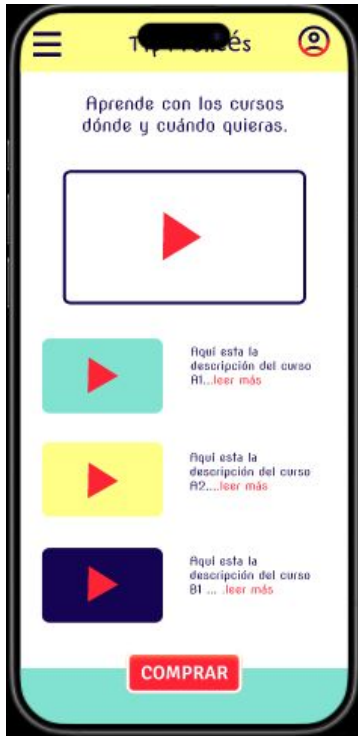 Aprende con los cursos
dónde y cuándo quieras.
Aquí esta la
descripción del curso
A1...leer más
Aquí esta la
descripción del curso
A2....leer más
Aquí esta la
descripción del curso
B1 ... .leer más
COMPRAR